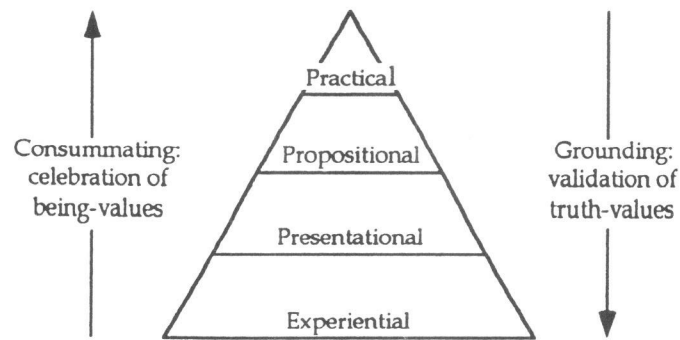 Practical
Consummating:
celebration of
being-values
Propositional
Grounding:
validation of
truth-values
Presentational
Experiential